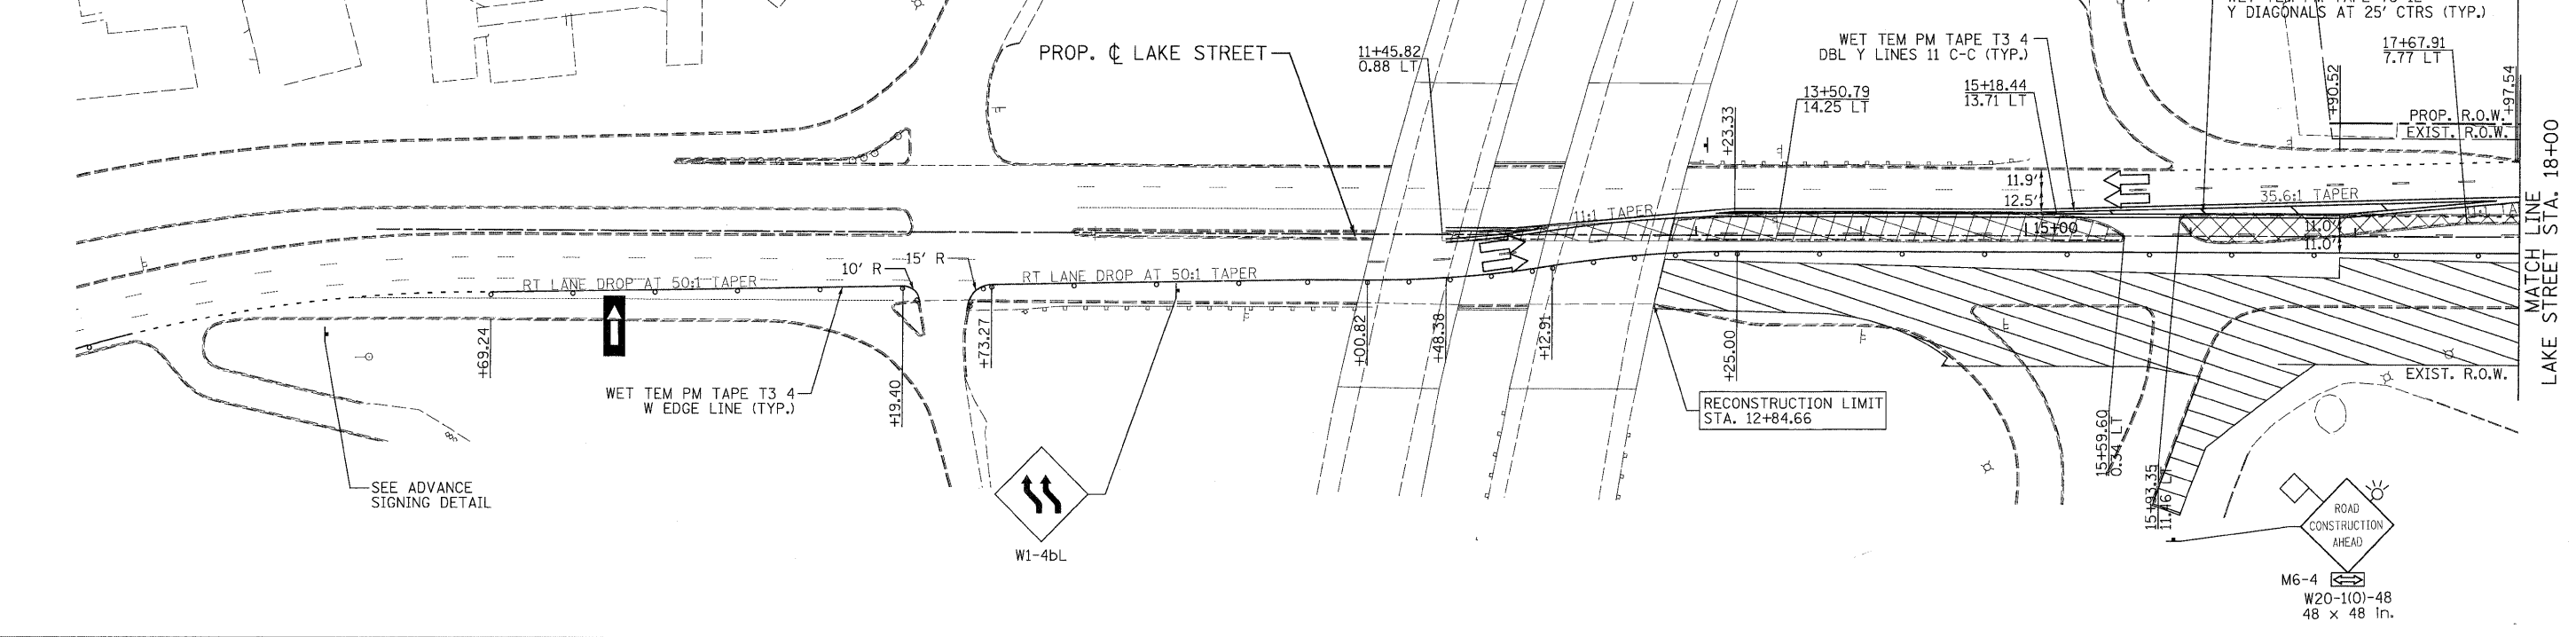 Y DIAGONALS AT 25' CTRS (TYP.)
PROP. ℄ LAKE STREET
11+45.82
0.88 LT
WET TEM PM TAPE T3 4
DBL Y LINES 11 C-C (TYP.)
17+67.91
7.77 LT
13+50.79
14.25 LT
15+18.44
13.71 LT
+23.33
+90.52
+97.54
PROP. R.O.W.
EXIST. R.O.W.
11.9'
12.5'
35.6:1 TAPER
11:1 TAPER
15+00
11.0'
11.0'
MATCH LINE
LAKE STREET STA. 18+00
RT LANE DROP AT 50:1 TAPER
10' R
15' R
RT LANE DROP AT 50:1 TAPER
+69.24
+19.40
+73.27
+00.82
+48.38
+12.91
+25.00
WET TEM PM TAPE T3 4
W EDGE LINE (TYP.)
RECONSTRUCTION LIMIT
STA. 12+84.66
EXIST. R.O.W.
15+59.60
0.34 LT
15+93.35
11.46 LT
SEE ADVANCE
SIGNING DETAIL
W1-4bL
ROAD
CONSTRUCTION
AHEAD
M6-4
W20-1(O)-48
48 x 48 in.